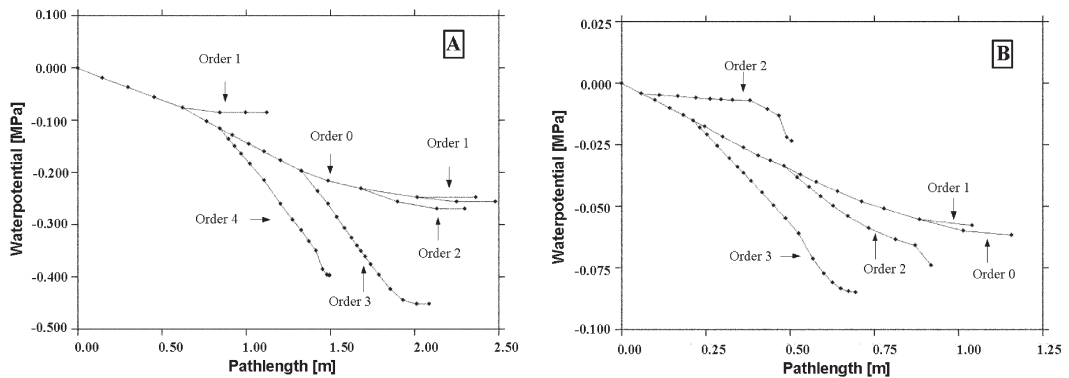 0.100
0.000
-0.100
-0.200
-0.300
-0.400
-0.500
Waterpotential [MPa]
A
Order 1
Order 0
Order 1
Order 4
Order 2
Order 3
0.00
0.50
1.00
1.50
2.00
2.50
Pathlength [m]
0.025
0.000
-0.025
-0.050
-0.075
-0.100
Waterpotential [MPa]
B
Order 2
Order 1
Order 3
Order 2
Order 0
0.00
0.25
0.50
0.75
1.00
1.25
Pathlength [m]